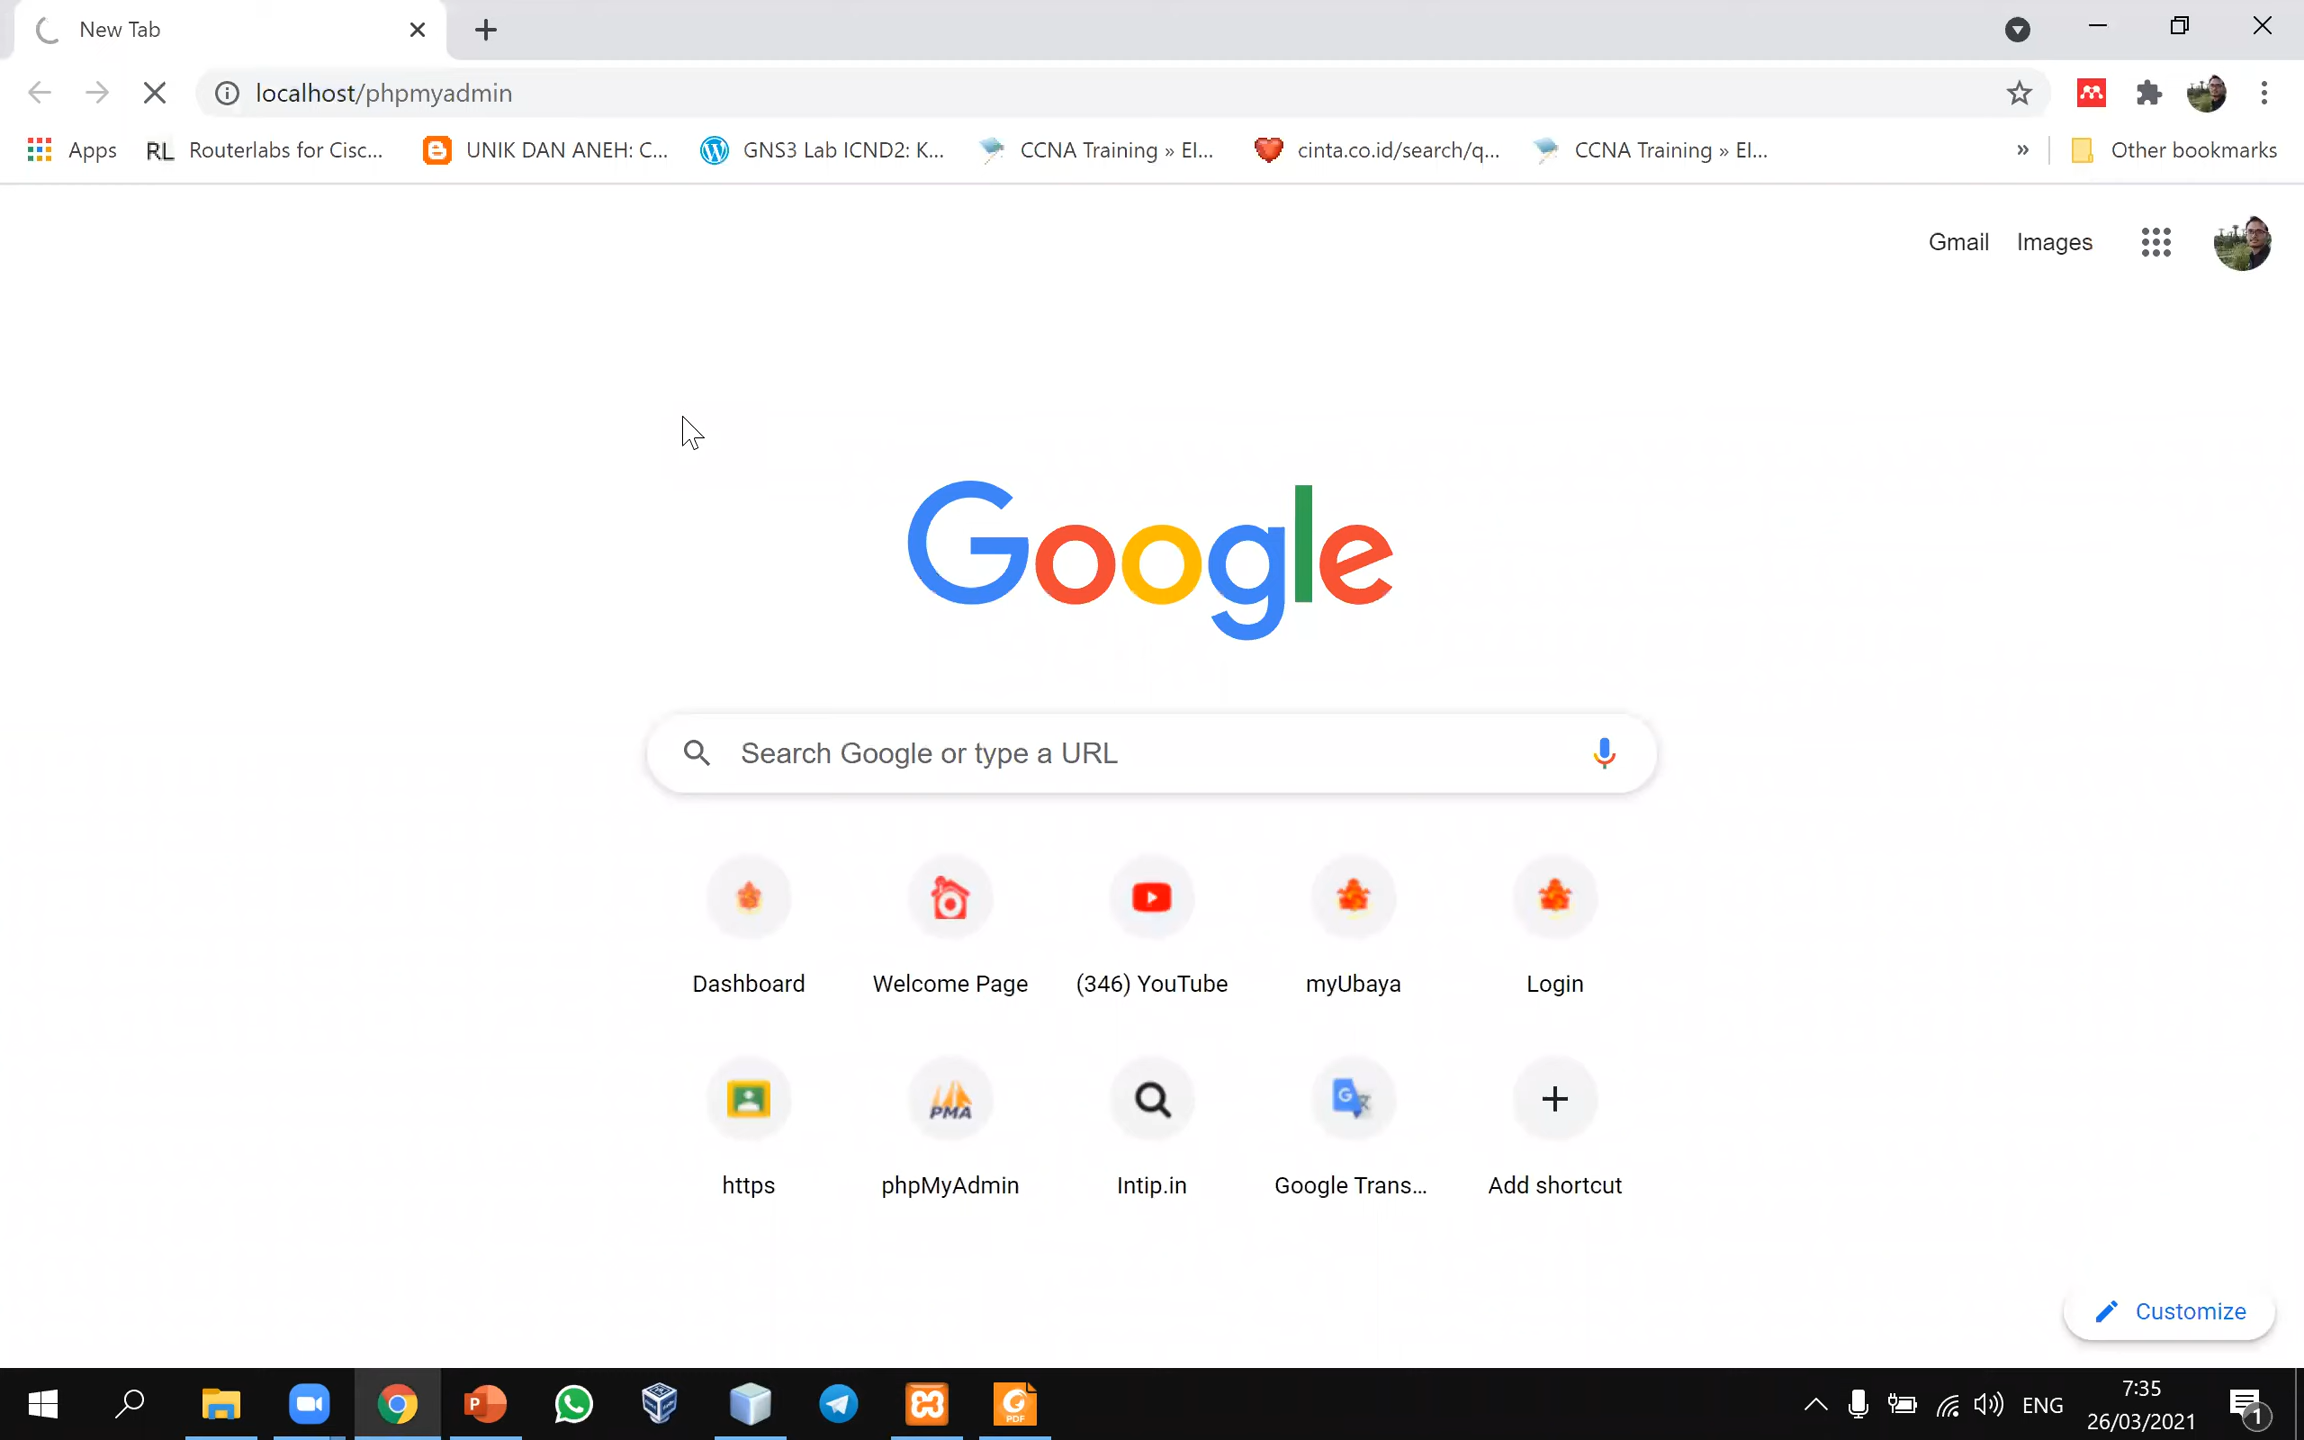 New Tab
localhost/phpmyadmin
Apps RL Routerlabs for Cisc... UNIK DAN ANEH: C... GNS3 Lab ICND2: K... CCNA Training » El... cinta.co.id/search/q... CCNA Training » El... » Other bookmarks
Gmail Images
Google
Search Google or type a URL
Dashboard Welcome Page (346) YouTube myUbaya Login
PMA G
https phpMyAdmin Intip.in Google Trans... Add shortcut
Customize
P PDF ENG 7:35
26/03/2021 1